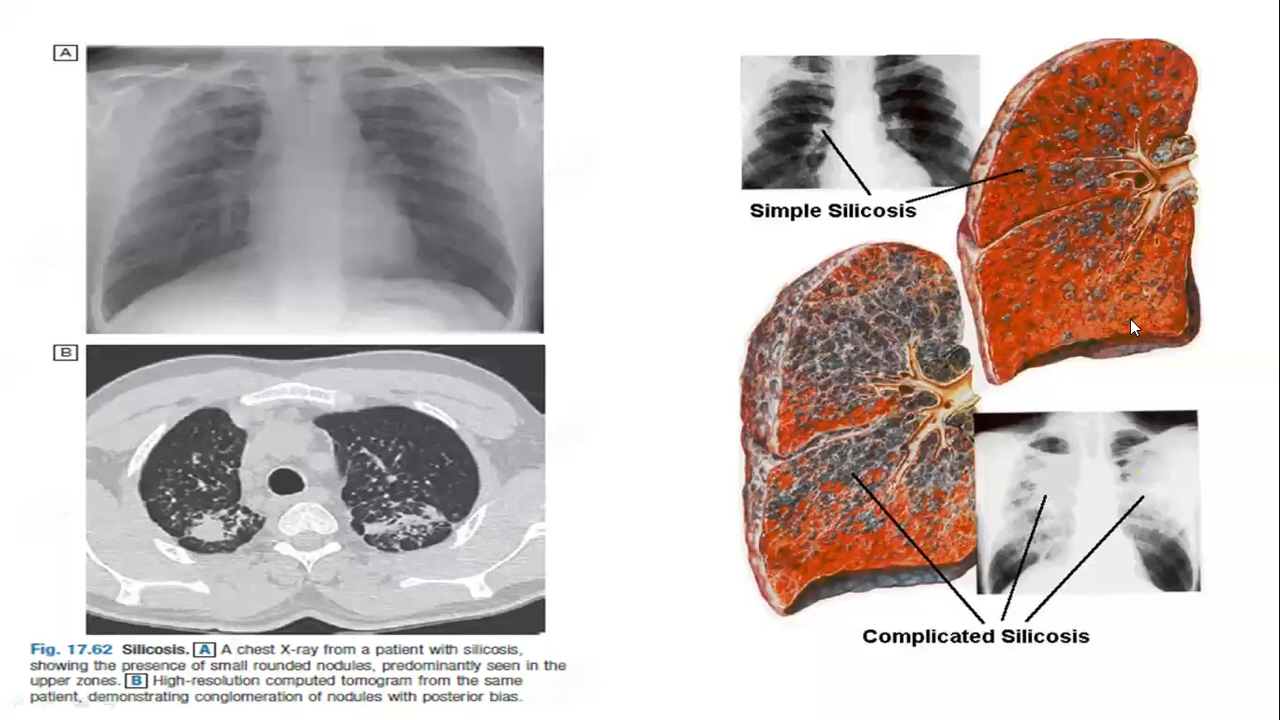 A
B
Fig. 17.62 Silicosis. A A chest X-ray from a patient with silicosis,
showing the presence of small rounded nodules, predominantly seen in the
upper zones. B High-resolution computed tomogram from the same
patient, demonstrating conglomeration of nodules with posterior bias.
Simple Silicosis
Complicated Silicosis